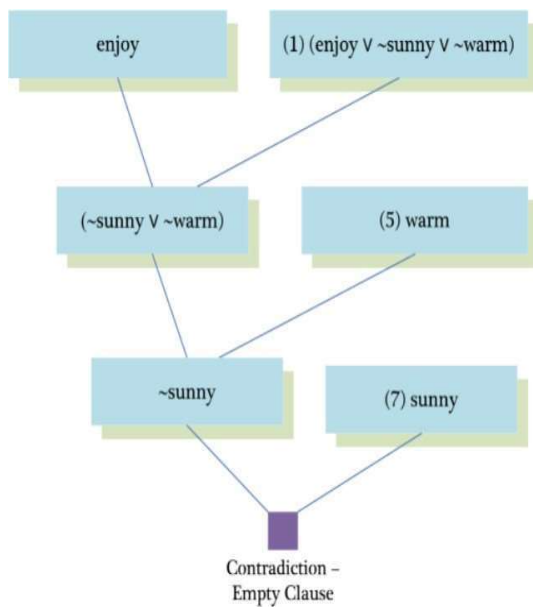 enjoy
(1) (enjoy V ~sunny V ~warm)
(~sunny V ~warm)
(5) warm
~sunny
(7) sunny
Contradiction –
Empty Clause